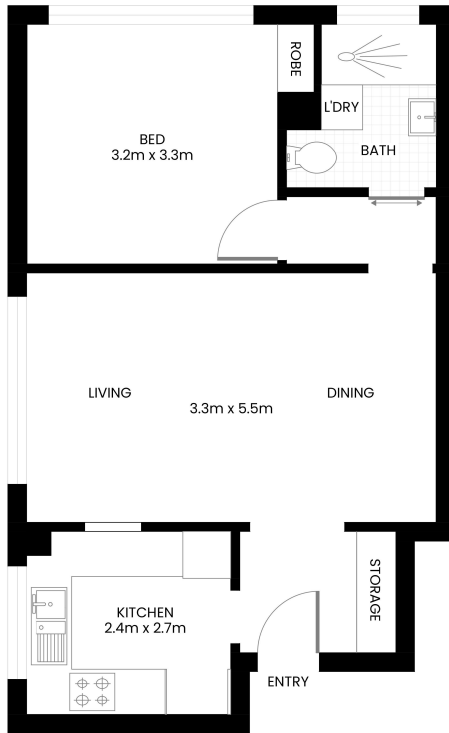 ROBE
L'DRY
BED
3.2m x 3.3m
BATH
LIVING
3.3m x 5.5m
DINING
KITCHEN
2.4m x 2.7m
STORAGE
ENTRY